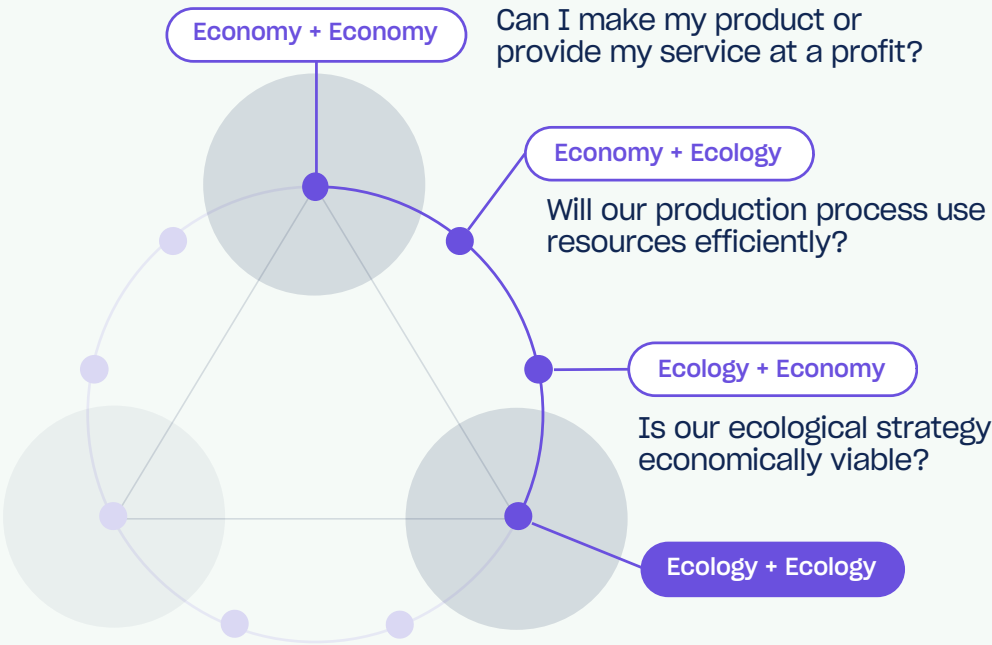 Economy + Economy
Can I make my product or
provide my service at a profit?
Economy + Ecology
Will our production process use
resources efficiently?
Ecology + Economy
Is our ecological strategy
economically viable?
Ecology + Ecology